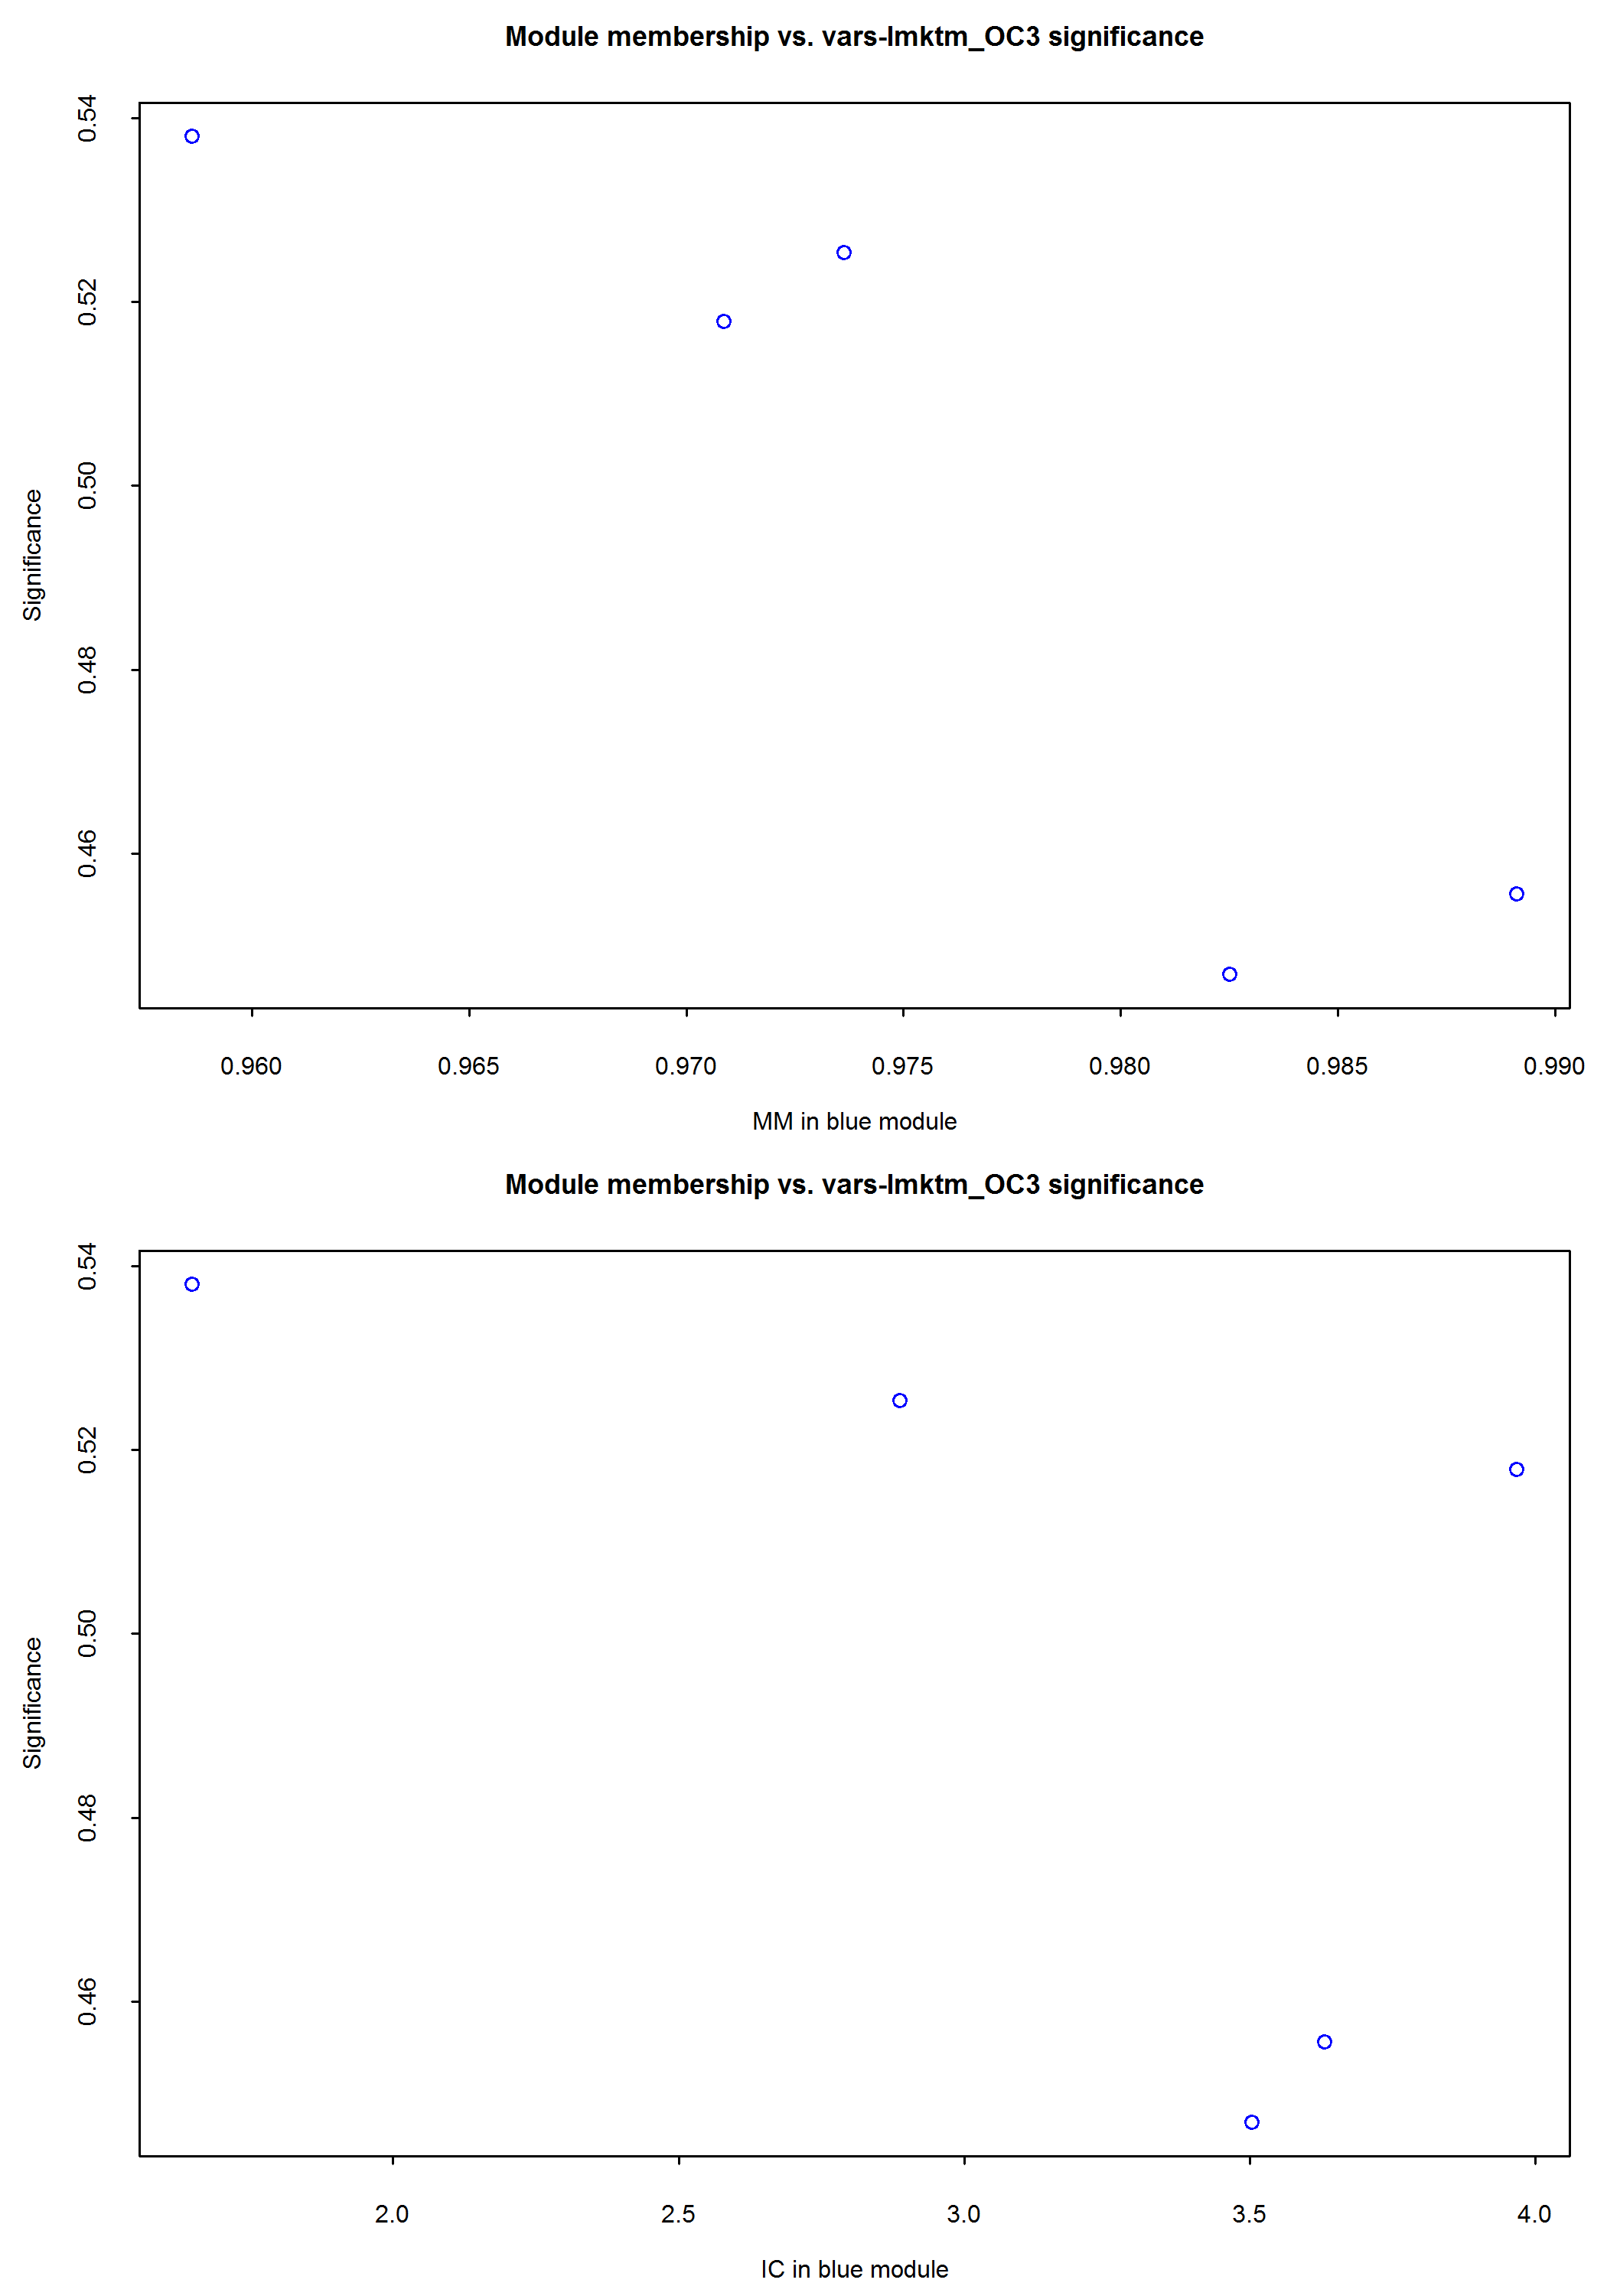 Module membership vs. vars-lmktm_OC3 significance
0.54
0.52
0.50
0.48
0.46
Significance
0.960 0.965 0.970 0.975 0.980 0.985 0.990
MM in blue module
Module membership vs. vars-lmktm_OC3 significance
0.54
0.52
0.50
0.48
0.46
Significance
2.0 2.5 3.0 3.5 4.0
IC in blue module